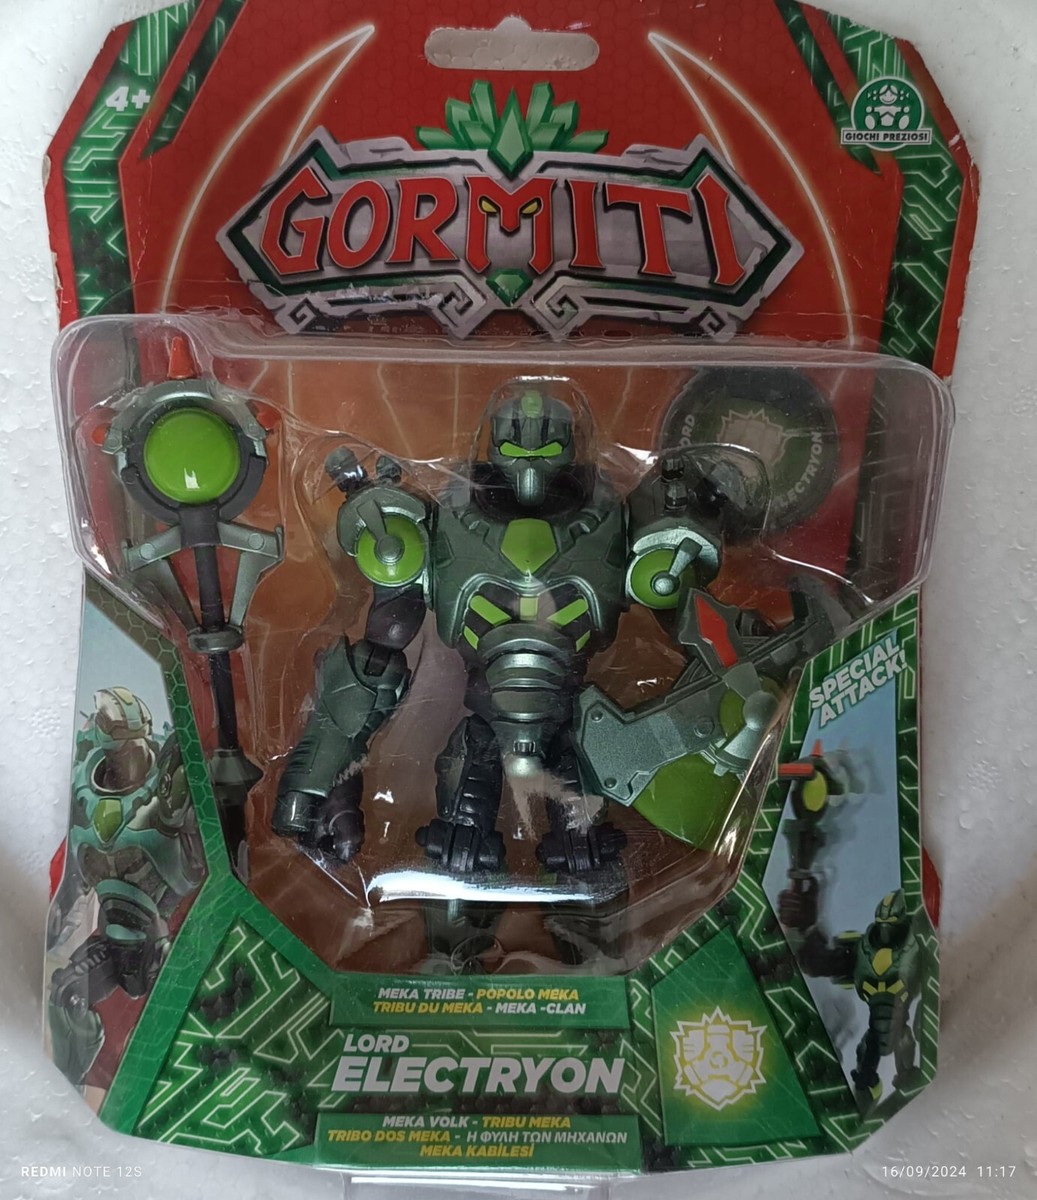 4+
GIOCHI PREZIOSI
GORMITI
LORD
ELECTRYON
SPECIAL
ATTACK!
MEKA TRIBE - POPOLO MEKA
TRIBU DU MEKA - MEKA -CLAN
LORD
ELECTRYON
MEKA VOLK - TRIBU MEKA
TRIBO DOS MEKA - Η ΦΥΛΗ ΤΩΝ ΜΗΧΑΝΩΝ
MEKA KABİLESİ
REDMI NOTE 12S
16/09/2024 11:17